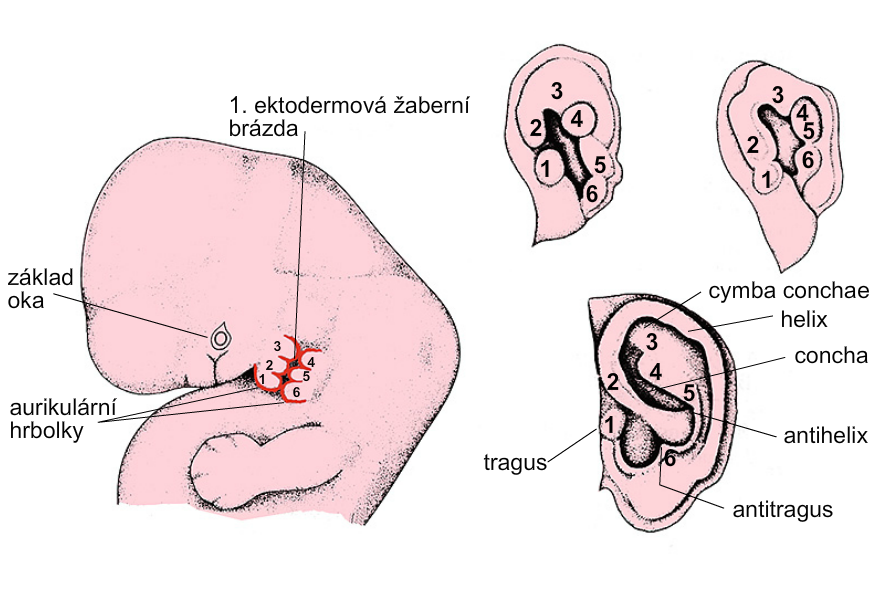 1. ektodermová žaberní
brázda
základ
oka
3
2
4
1
5
6
aurikulární
hrbolky
3
2
4
1
5
6
3
4
5
2
6
1
cymba conchae
helix
3
concha
4
2
5
1
antihelix
6
tragus
antitragus